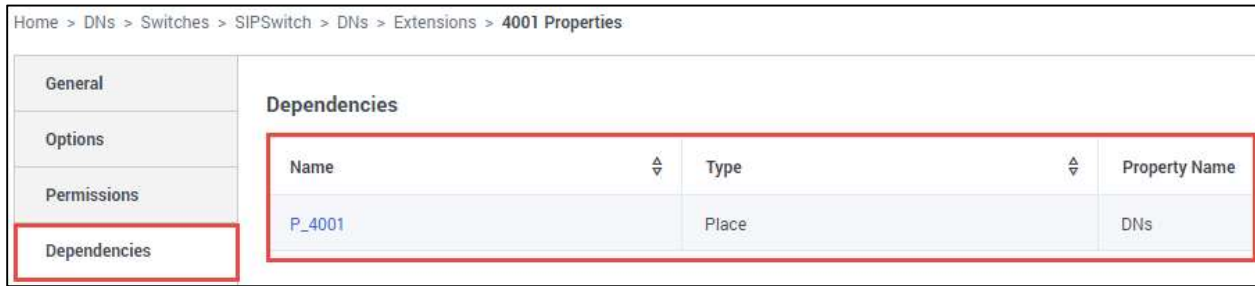 Home > DNs > Switches > SIPSwitch > DNs > Extensions > 4001 Properties
General
Options
Permissions
Dependencies
Dependencies
Name Type Property Name
P_4001 Place DNs